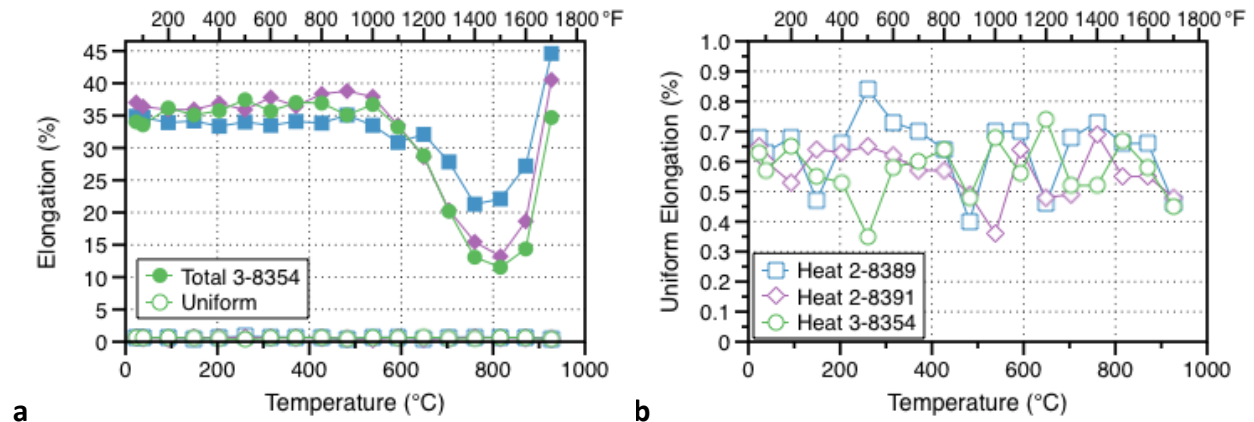 200 400 600 800 1000 1200 1400 1600 1800 °F
45
40
35
30
25
20
15
10
5
0
Elongation (%)
Total 3-8354
Uniform
0 200 400 600 800 1000
Temperature (°C)
a
200 400 600 800 1000 1200 1400 1600 1800 °F
1.0
0.9
0.8
0.7
0.6
0.5
0.4
0.3
0.2
0.1
0
Uniform Elongation (%)
Heat 2-8389
Heat 2-8391
Heat 3-8354
0 200 400 600 800 1000
Temperature (°C)
b